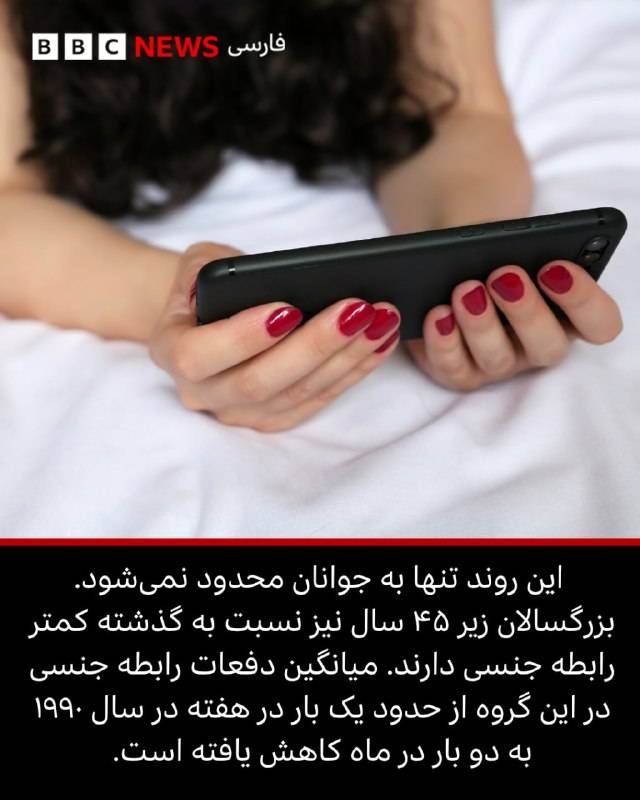 BBC NEWS فارسی
این روند تنها به جوانان محدود نمی‌شود.
بزرگسالان زیر ۴۵ سال نیز نسبت به گذشته کمتر
رابطه جنسی دارند. میانگین دفعات رابطه جنسی
در این گروه از حدود یک بار در هفته در سال ۱۹۹۰
به دو بار در ماه کاهش یافته است.